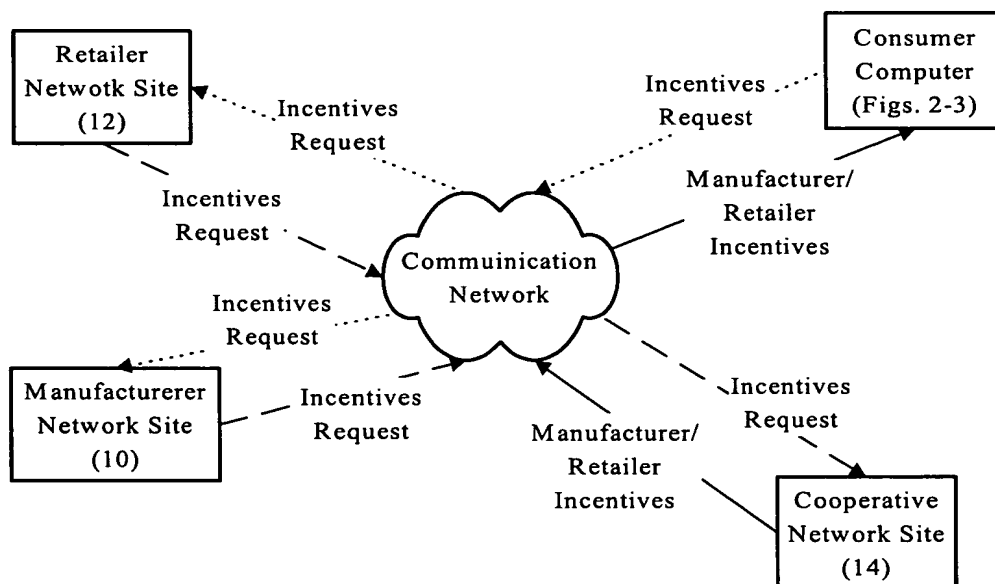 Retailer
Netwotk Site
(12)
Incentives
Request
Incentives
Request
Consumer
Computer
(Figs. 2-3)
Incentives
Request
Manufacturer/
Retailer
Incentives
Commuinication
Network
Incentives
Request
Manufacturerer
Network Site
(10)
Incentives
Request
Manufacturer/
Retailer
Incentives
Incentives
Request
Cooperative
Network Site
(14)